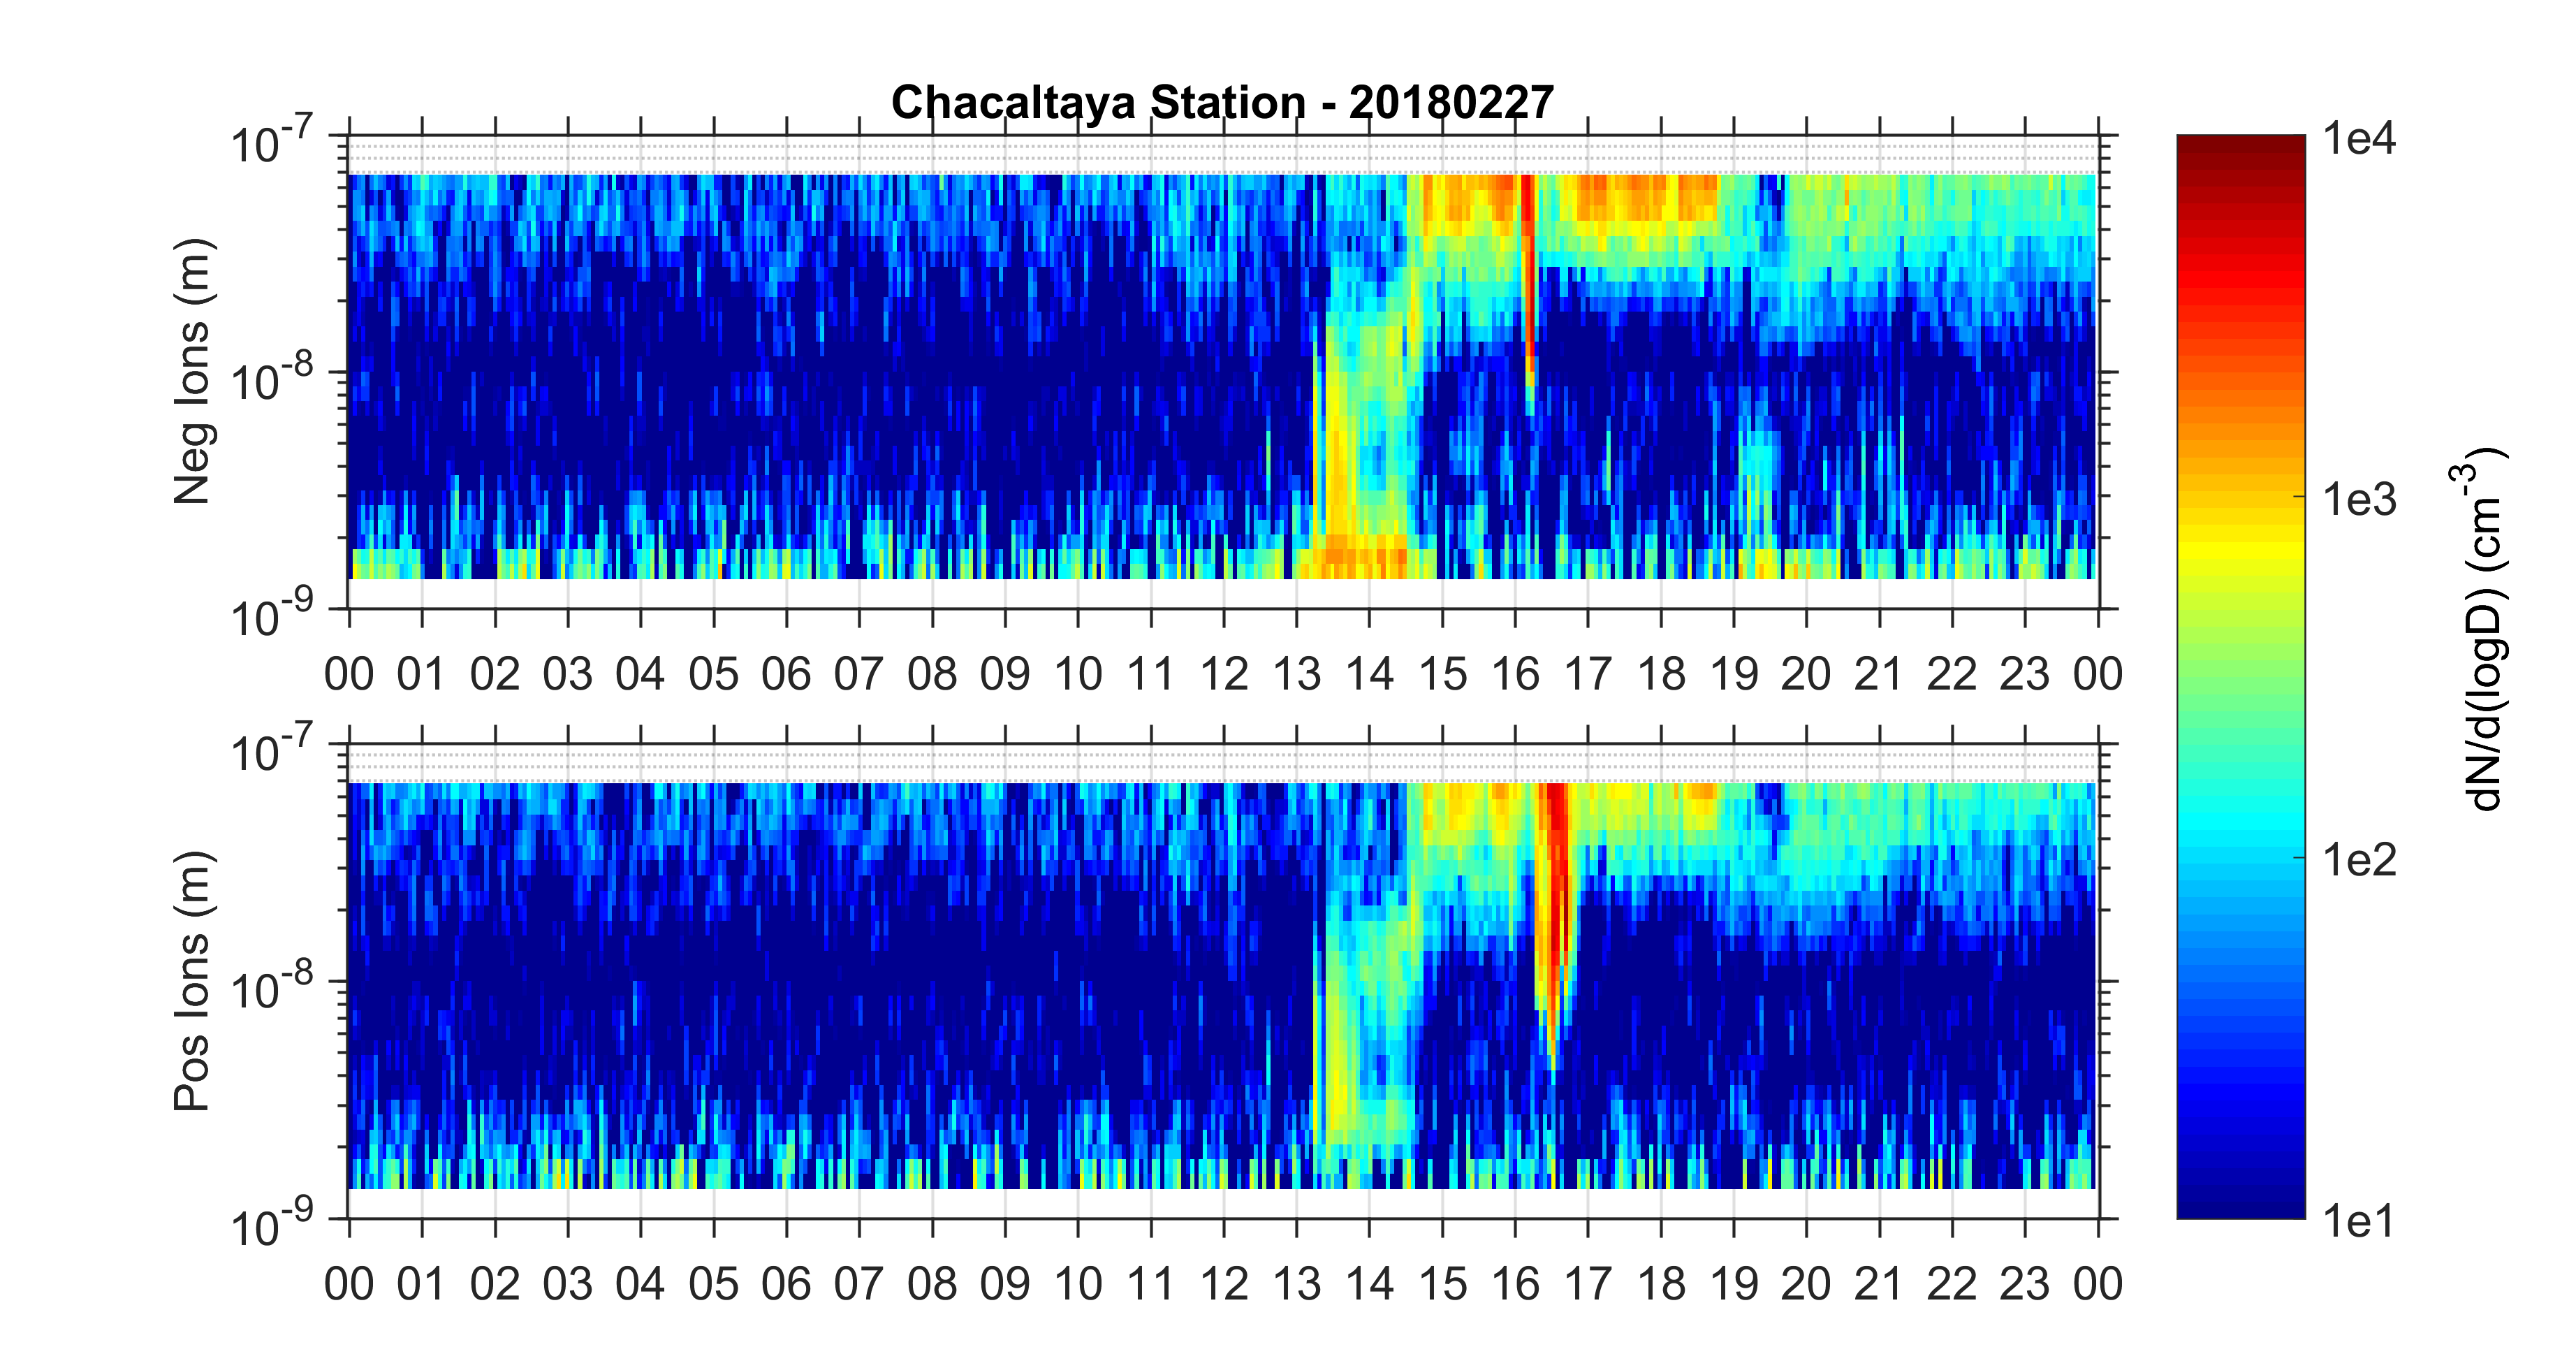 Chacaltaya Station - 20180227
10-7
10-8
10-9
Neg Ions (m)
00 01 02 03 04 05 06 07 08 09 10 11 12 13 14 15 16 17 18 19 20 21 22 23 00
10-7
10-8
10-9
Pos Ions (m)
00 01 02 03 04 05 06 07 08 09 10 11 12 13 14 15 16 17 18 19 20 21 22 23 00
1e4
1e3
1e2
1e1
dN/d(logD) (cm-3)